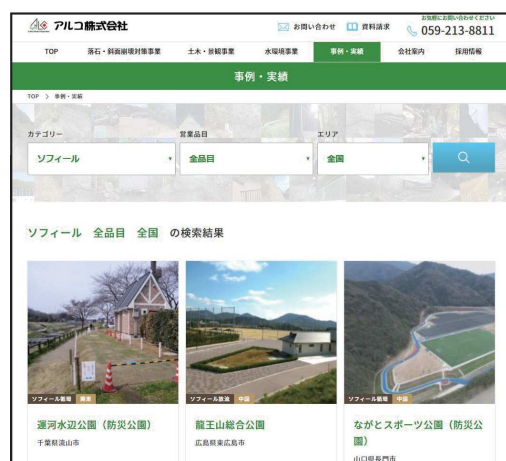 アルコ株式会社
お問い合わせ 資料請求
お気軽にお問い合わせください
059-213-8811
TOP 落石・斜面崩壊対策事業 土木・景観事業 水環境事業 事例・実績 会社案内 採用情報
事例・実績
TOP > 事例・実績
カテゴリー 営業品目 エリア
ソフィール 全品目 全国
ソフィール 全品目 全国 の検索結果
ソフィール循環 関東
運河水辺公園（防災公園）
千葉県流山市
ソフィール放流 中国
龍王山総合公園
広島県東広島市
ソフィール循環 中国
ながとスポーツ公園（防災公
園）
山口県長門市